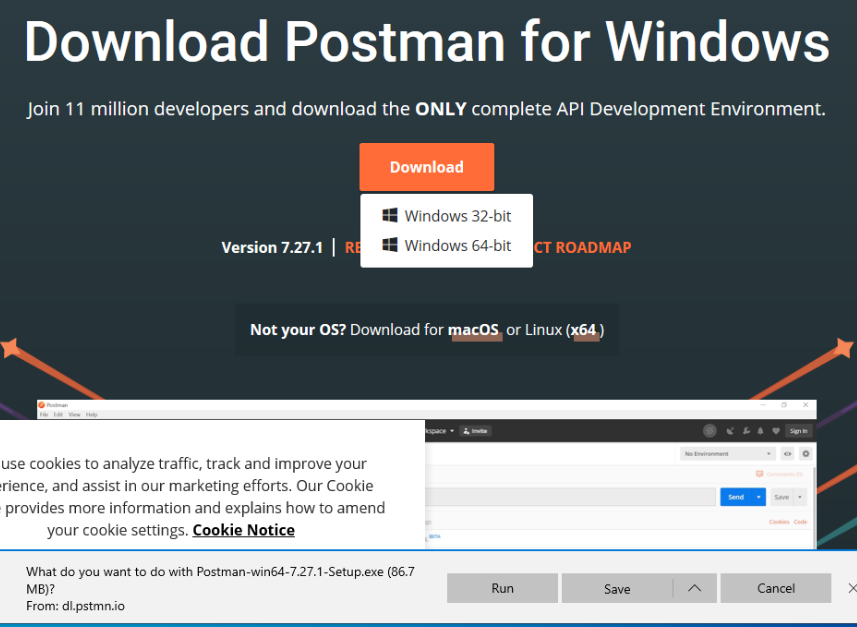 Download Postman for Windows
Join 11 million developers and download the ONLY complete API Development Environment.
Download
Windows 32-bit
Windows 64-bit
Version 7.27.1 | RE CT ROADMAP
Not your OS? Download for macOS or Linux (x64)
Postman
File Edit View Help
kspace Invite Sign In
No Environment
Comments (0)
Send Save
Cookies Code
BETA
use cookies to analyze traffic, track and improve your
erience, and assist in our marketing efforts. Our Cookie
provides more information and explains how to amend
your cookie settings. Cookie Notice
What do you want to do with Postman-win64-7.27.1-Setup.exe (86.7
MB)?
From: dl.pstmn.io
Run Save Cancel